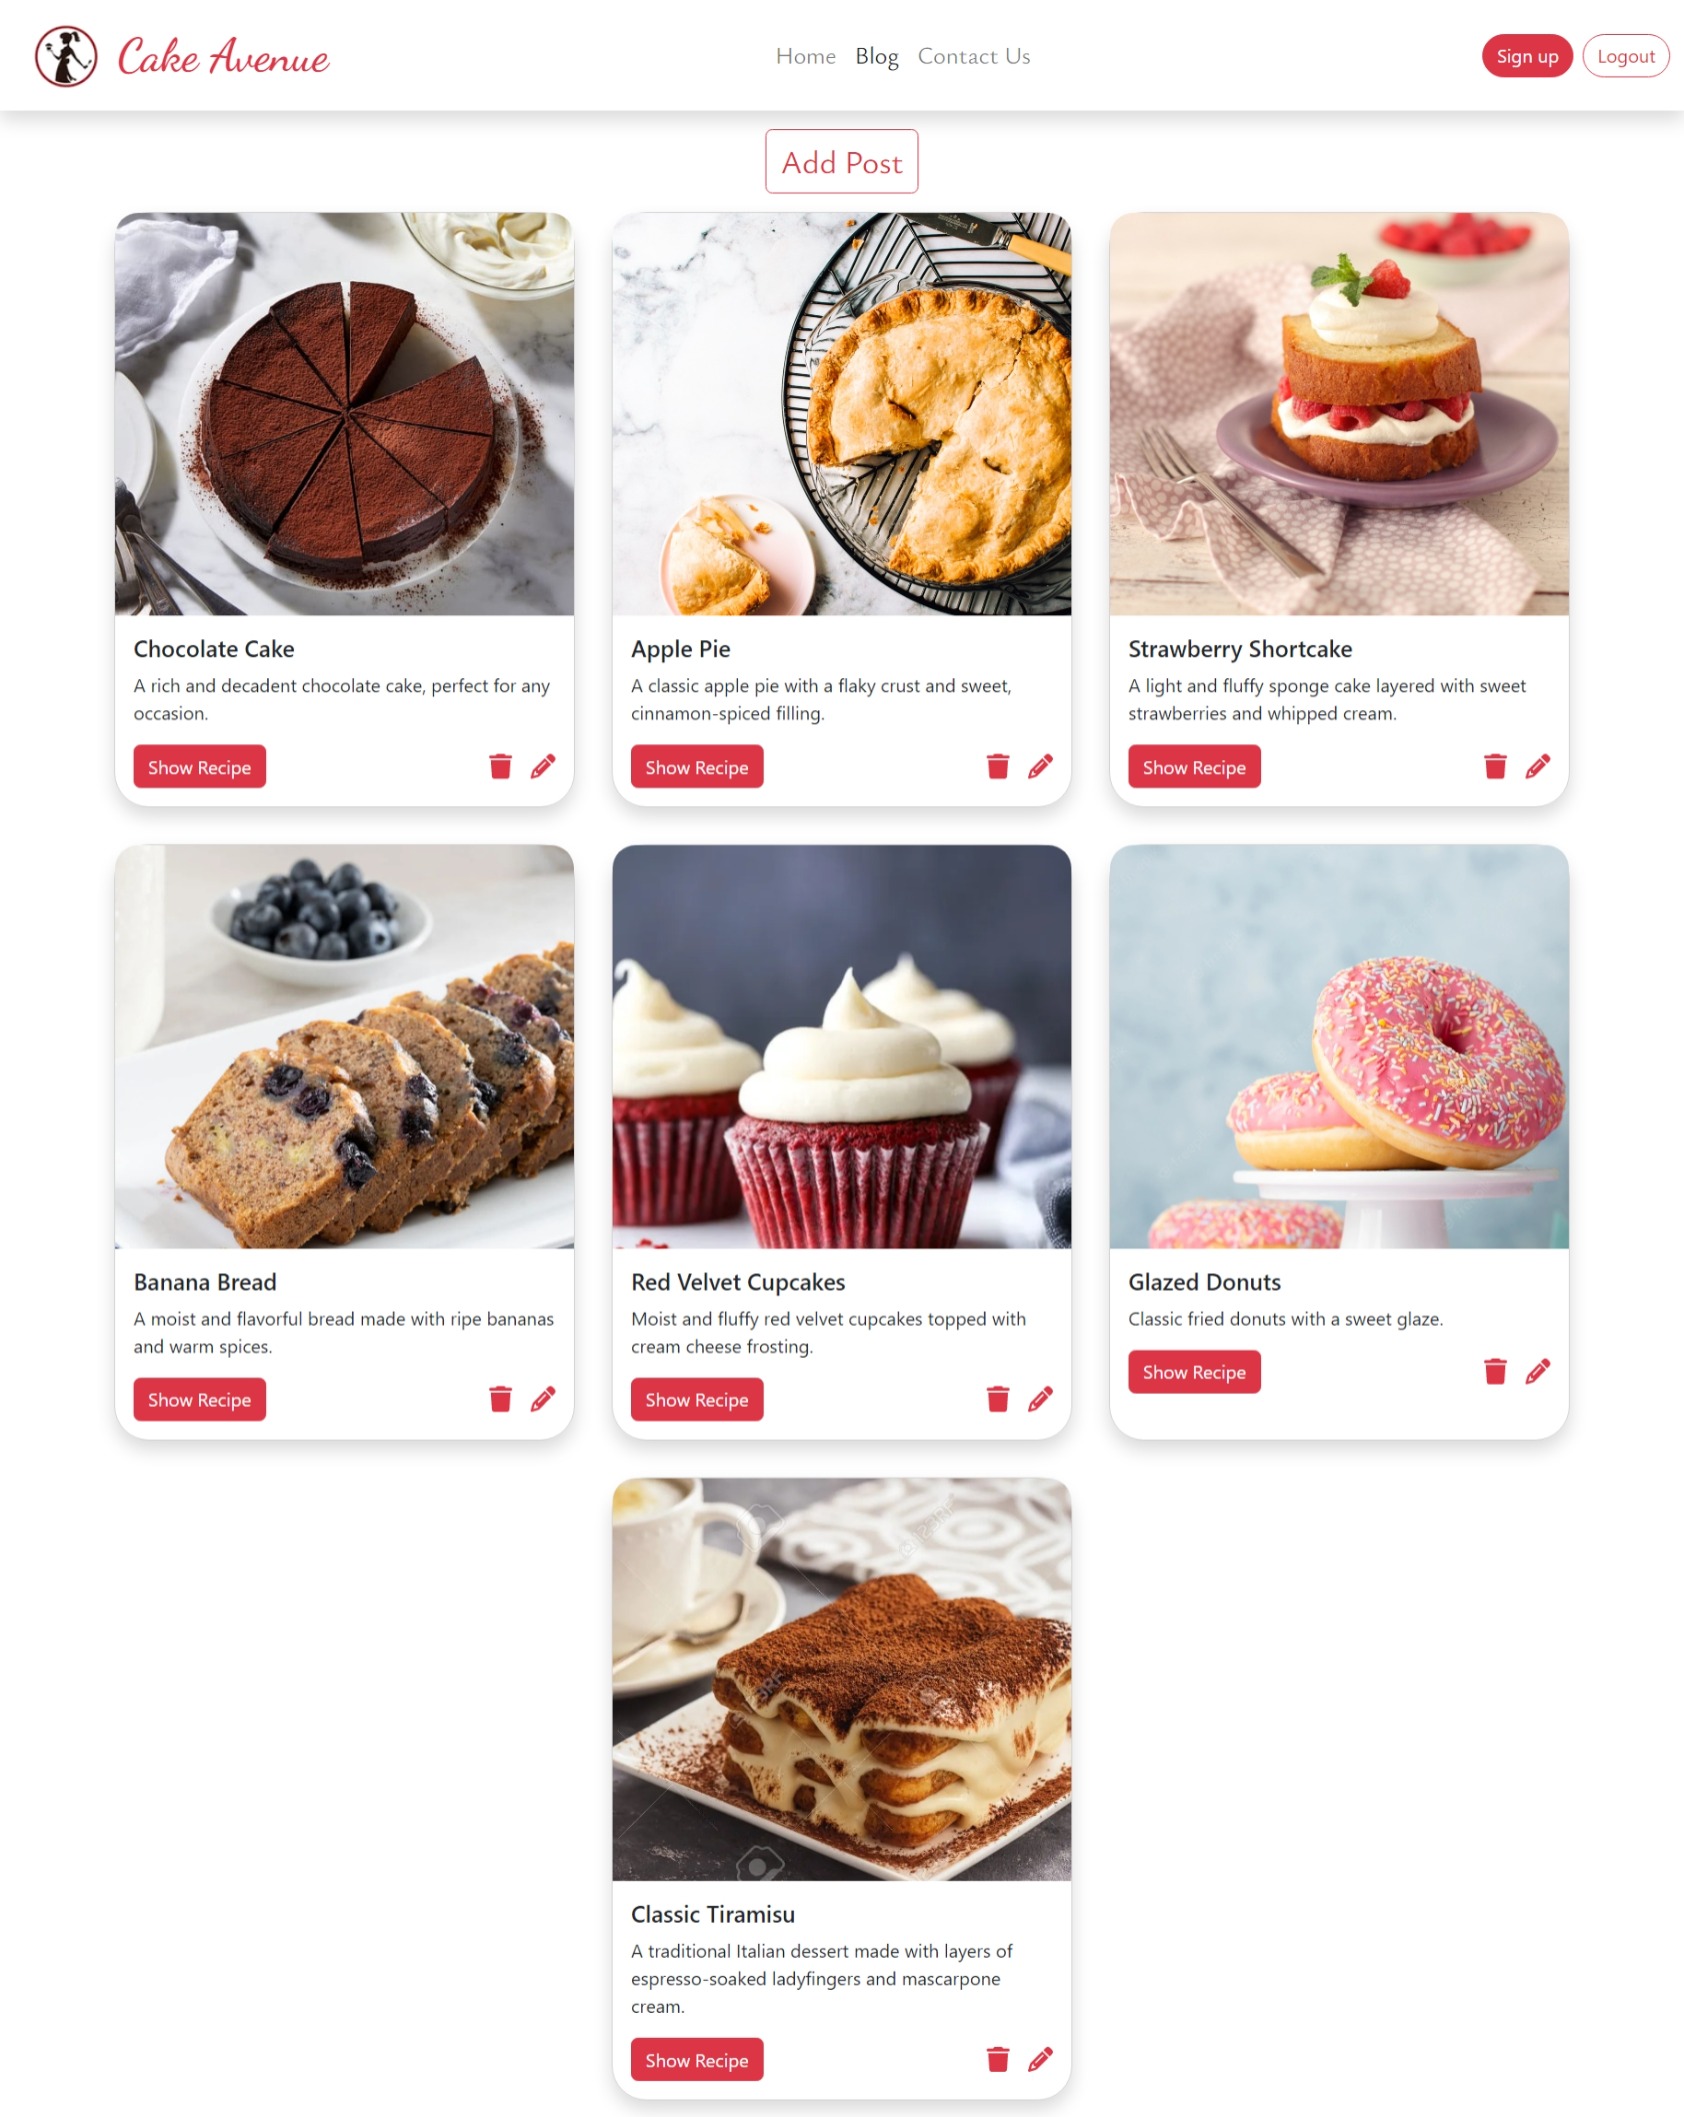 Cake Avenue
Home Blog Contact Us
Sign up Logout
Add Post
Chocolate Cake
A rich and decadent chocolate cake, perfect for any
occasion.
Show Recipe
Apple Pie
A classic apple pie with a flaky crust and sweet,
cinnamon-spiced filling.
Show Recipe
Strawberry Shortcake
A light and fluffy sponge cake layered with sweet
strawberries and whipped cream.
Show Recipe
Banana Bread
A moist and flavorful bread made with ripe bananas
and warm spices.
Show Recipe
Red Velvet Cupcakes
Moist and fluffy red velvet cupcakes topped with
cream cheese frosting.
Show Recipe
Glazed Donuts
Classic fried donuts with a sweet glaze.
Show Recipe
Classic Tiramisu
A traditional Italian dessert made with layers of
espresso-soaked ladyfingers and mascarpone
cream.
Show Recipe